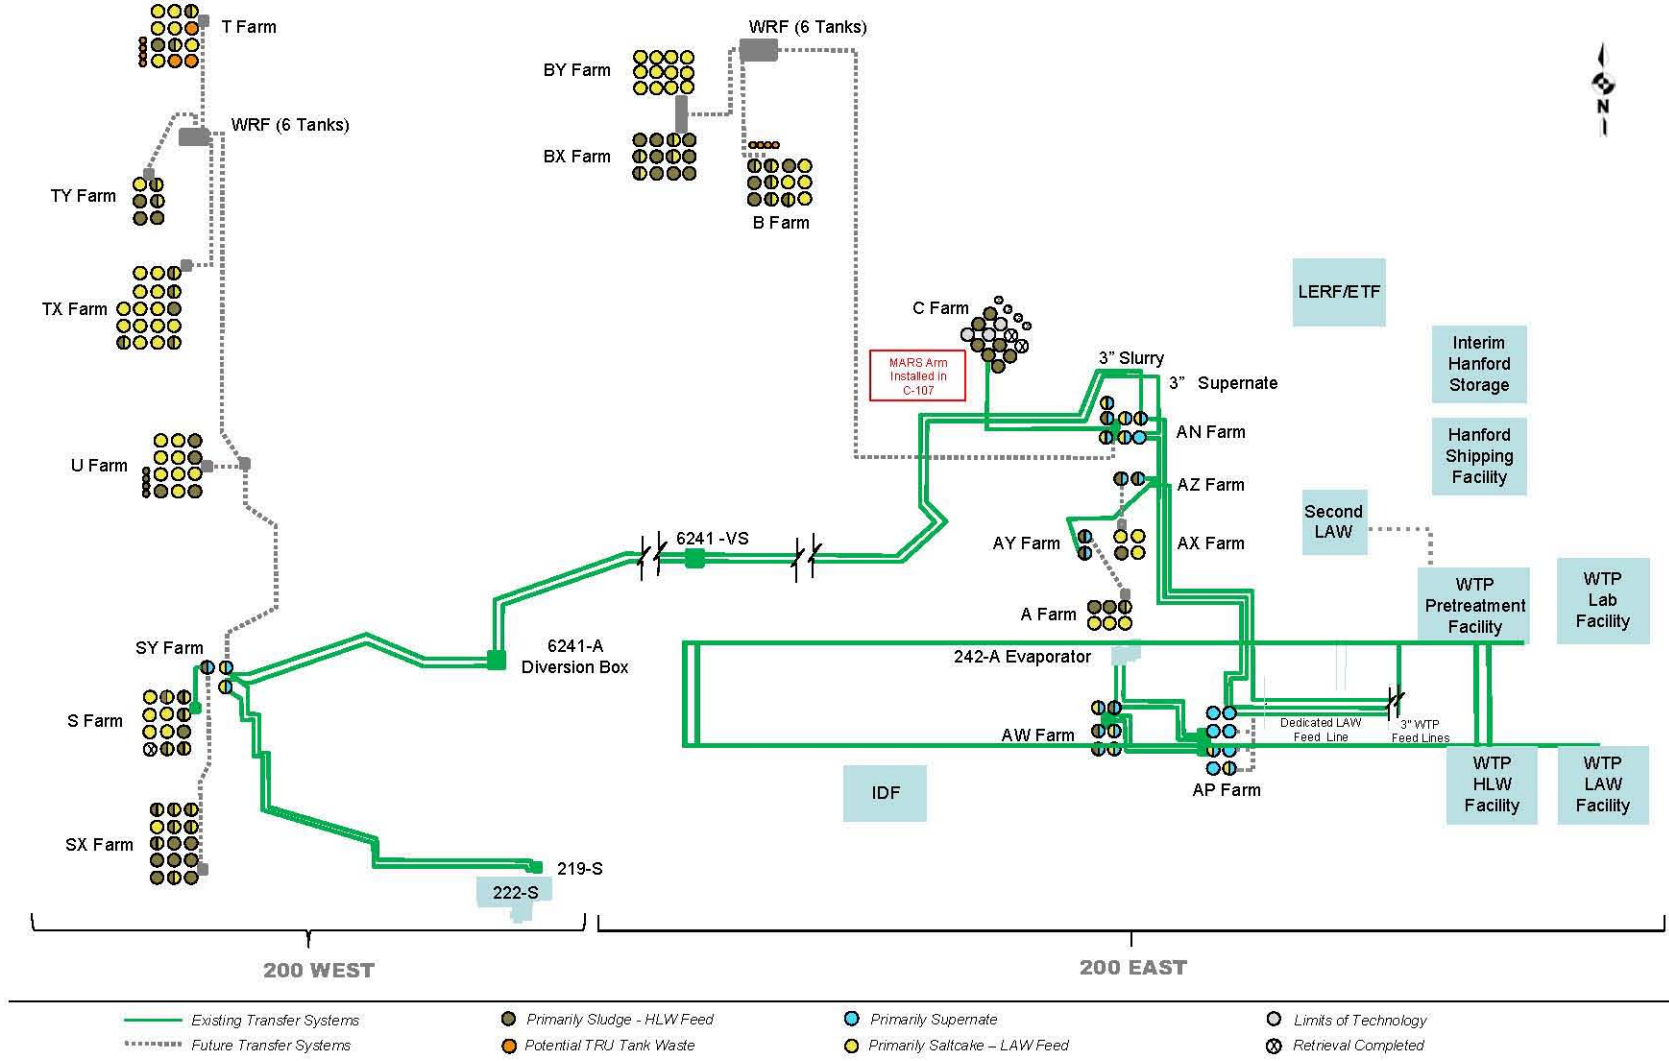 T Farm
WRF (6 Tanks)
BY Farm
WRF (6 Tanks)
BX Farm
N
TY Farm
B Farm
LERF/ETF
TX Farm
C Farm
MARS Arm
Installed in
C-107
3" Slurry
3" Supernate
Interim
Hanford
Storage
AN Farm
Hanford
Shipping
Facility
U Farm
AZ Farm
Second
LAW
6241 -VS
AY Farm
AX Farm
WTP
Pretreatment
Facility
WTP
Lab
Facility
A Farm
SY Farm
6241-A
Diversion Box
242-A Evaporator
S Farm
AW Farm
Dedicated LAW
Feed Line
3" WTP
Feed Lines
IDF
AP Farm
WTP
HLW
Facility
WTP
LAW
Facility
SX Farm
219-S
222-S
200 WEST
200 EAST
Existing Transfer Systems
Primarily Sludge - HLW Feed
Primarily Supernate
Limits of Technology
Future Transfer Systems
Potential TRU Tank Waste
Primarily Saltcake – LAW Feed
Retrieval Completed